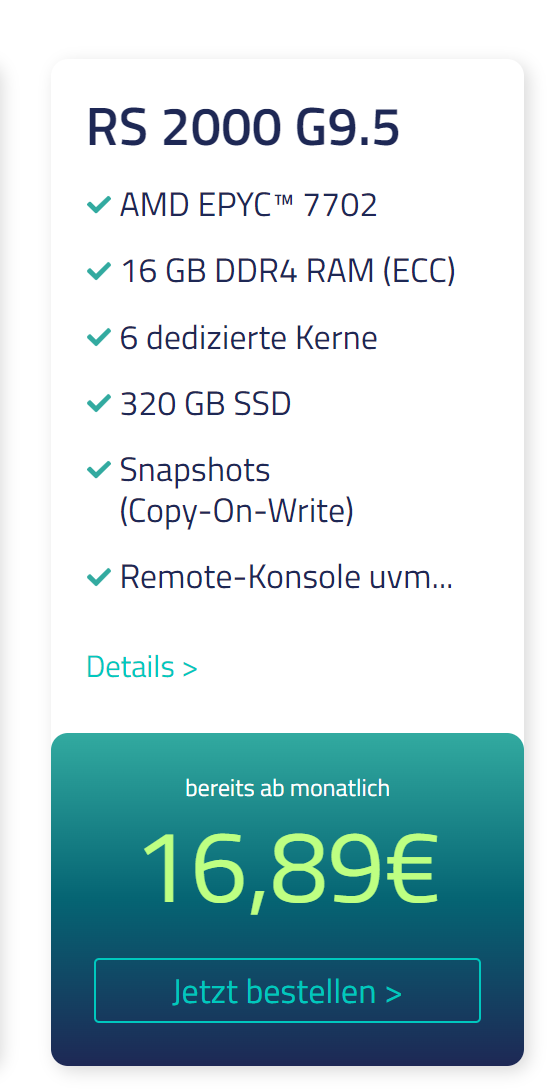 RS 2000 G9.5
AMD EPYC™ 7702
16 GB DDR4 RAM (ECC)
6 dedizierte Kerne
320 GB SSD
Snapshots
(Copy-On-Write)
Remote-Konsole uvm...
Details >
bereits ab monatlich
16,89€
Jetzt bestellen >